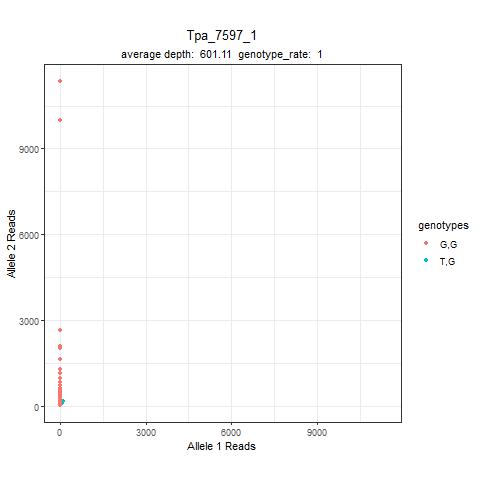 Tpa_7597_1
average depth: 601.11 genotype_rate: 1
9000
6000
3000
0
Allele 2 Reads
0 3000 6000 9000
Allele 1 Reads
genotypes
G,G
T,G